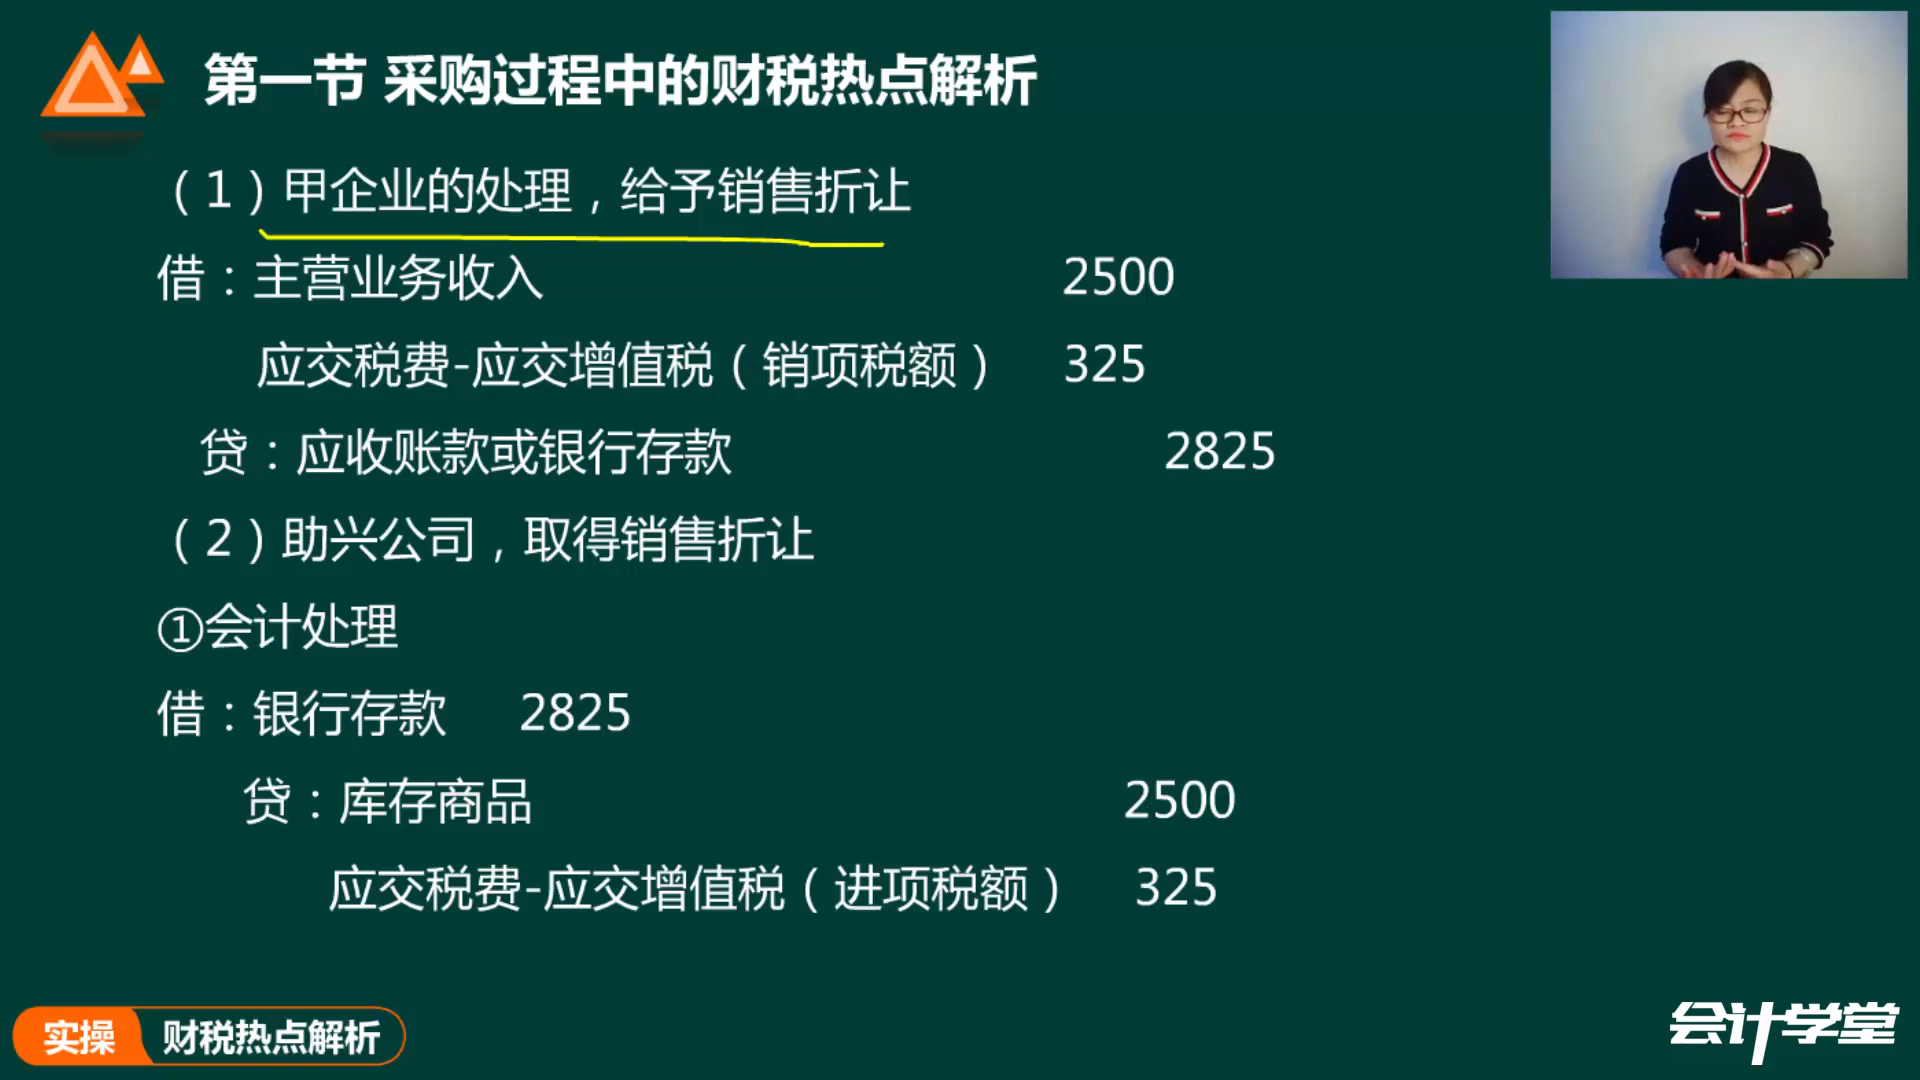 第一节 采购过程中的财税热点解析
（1）甲企业的处理，给予销售折让
借：主营业务收入 2500
应交税费-应交增值税（销项税额） 325
贷：应收账款或银行存款 2825
（2）助兴公司，取得销售折让
①会计处理
借：银行存款 2825
贷：库存商品 2500
应交税费-应交增值税（进项税额） 325
实操 财税热点解析
会计学堂